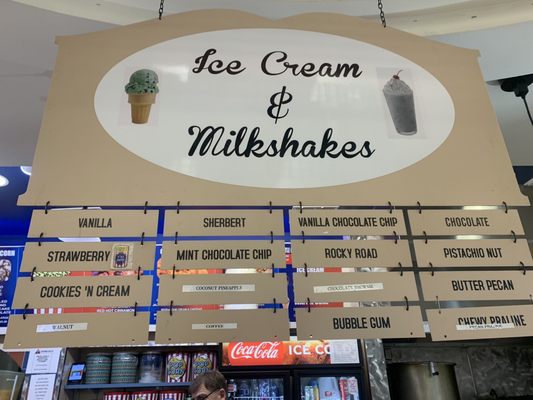 Ice Cream
&
Milkshakes
VANILLA
SHERBERT
VANILLA CHOCOLATE CHIP
CHOCOLATE
STRAWBERRY
MINT CHOCOLATE CHIP
ROCKY ROAD
PISTACHIO NUT
COOKIES 'N CREAM
COCONUT PINEAPPLE
CHOCOLATE BROWNIE
BUTTER PECAN
WALNUT
COFFEE
BUBBLE GUM
CHEWY PRALINE
PECAN PRALINE
Coca-Cola
ICE CO